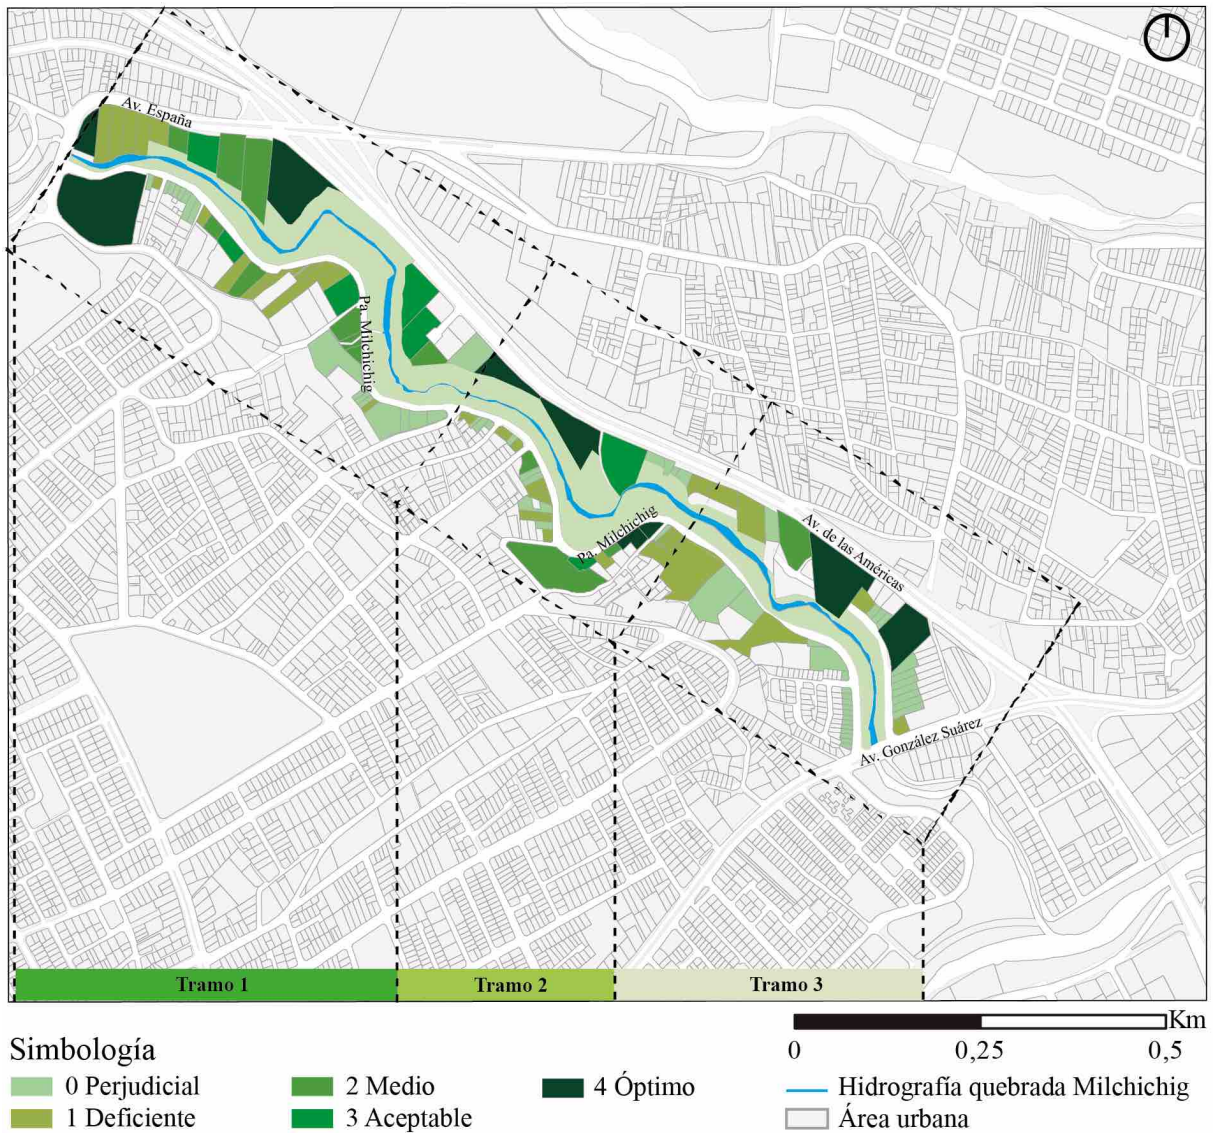 Av. España
Pa. Milchichig
Pa. Milchichig
Av. de las Américas
Av. González Suárez
Tramo 1
Tramo 2
Tramo 3
Km
0
0,25
0,5
Simbología
0 Perjudicial
2 Medio
4 Óptimo
Hidrografía quebrada Milchichig
1 Deficiente
3 Aceptable
Área urbana